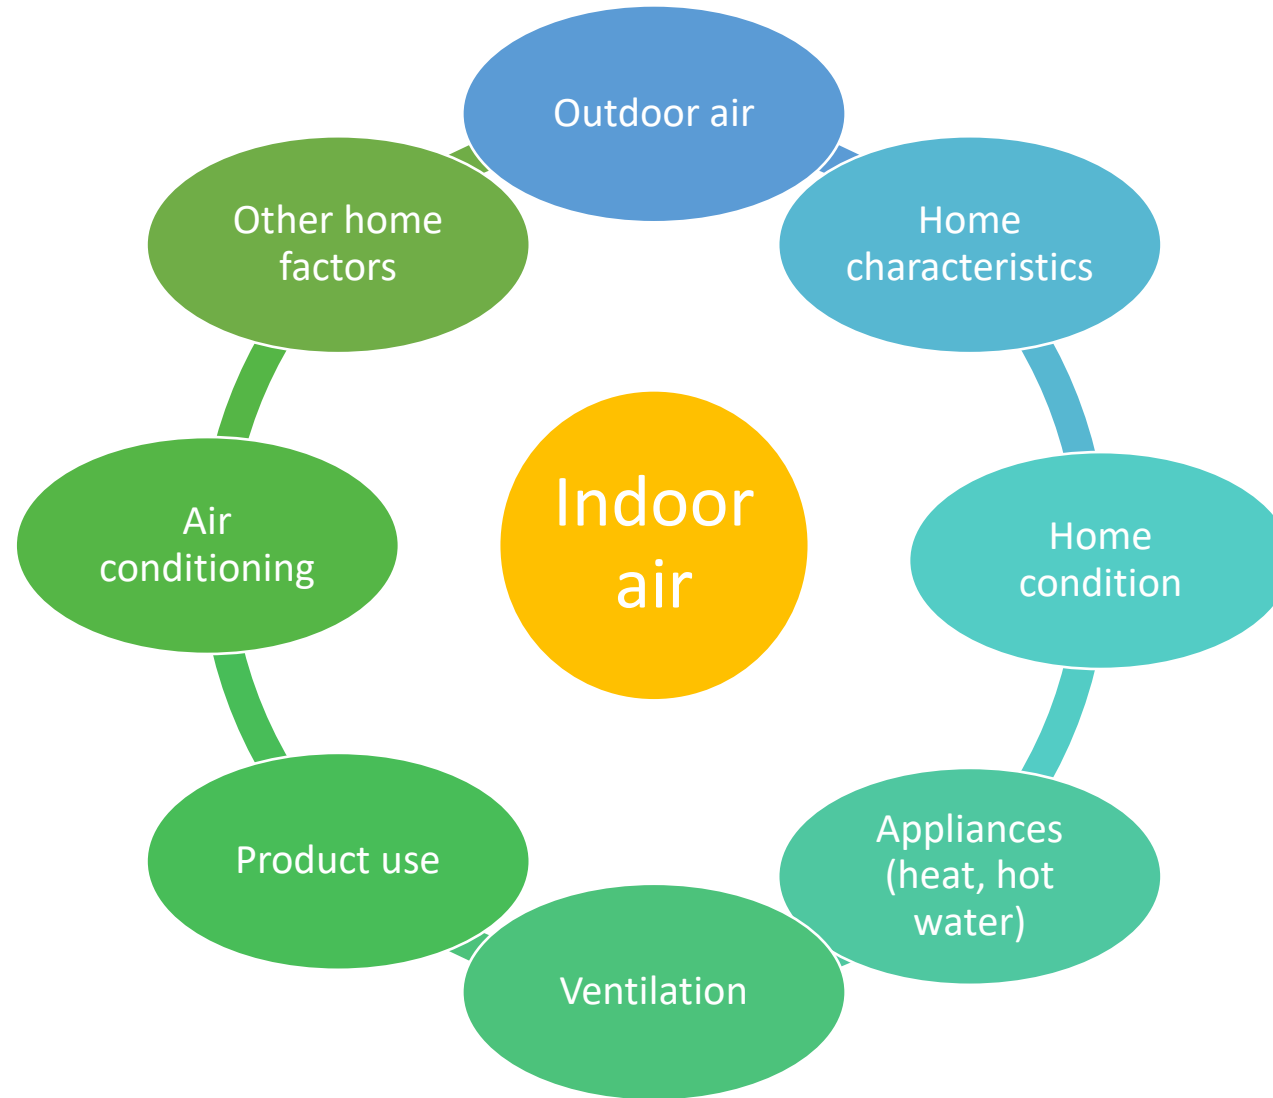 Outdoor air
Home
characteristics
Home
condition
Appliances
(heat, hot
water)
Ventilation
Product use
Air
conditioning
Other home
factors
Indoor
air